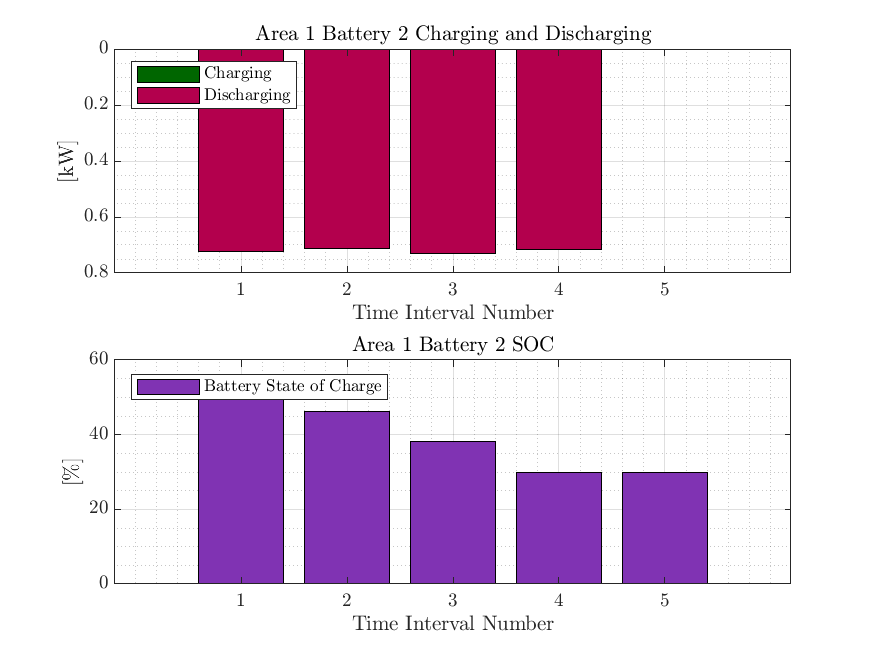 Area 1 Battery 2 Charging and Discharging
0
Charging
Discharging
0.2
[kW]
0.4
0.6
0.8
1 2 3 4 5
Time Interval Number
Area 1 Battery 2 SOC
60
Battery State of Charge
40
[%]
20
0
1 2 3 4 5
Time Interval Number